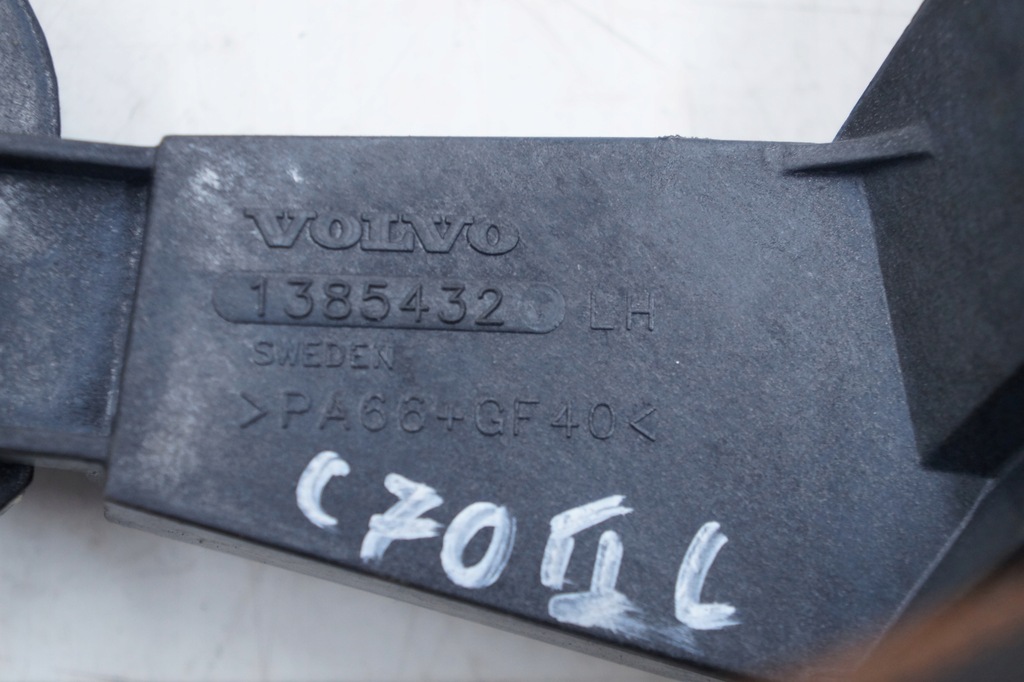 VOLVO
1385432 LH
SWEDEN
>PA66+GF40<
C70 II L